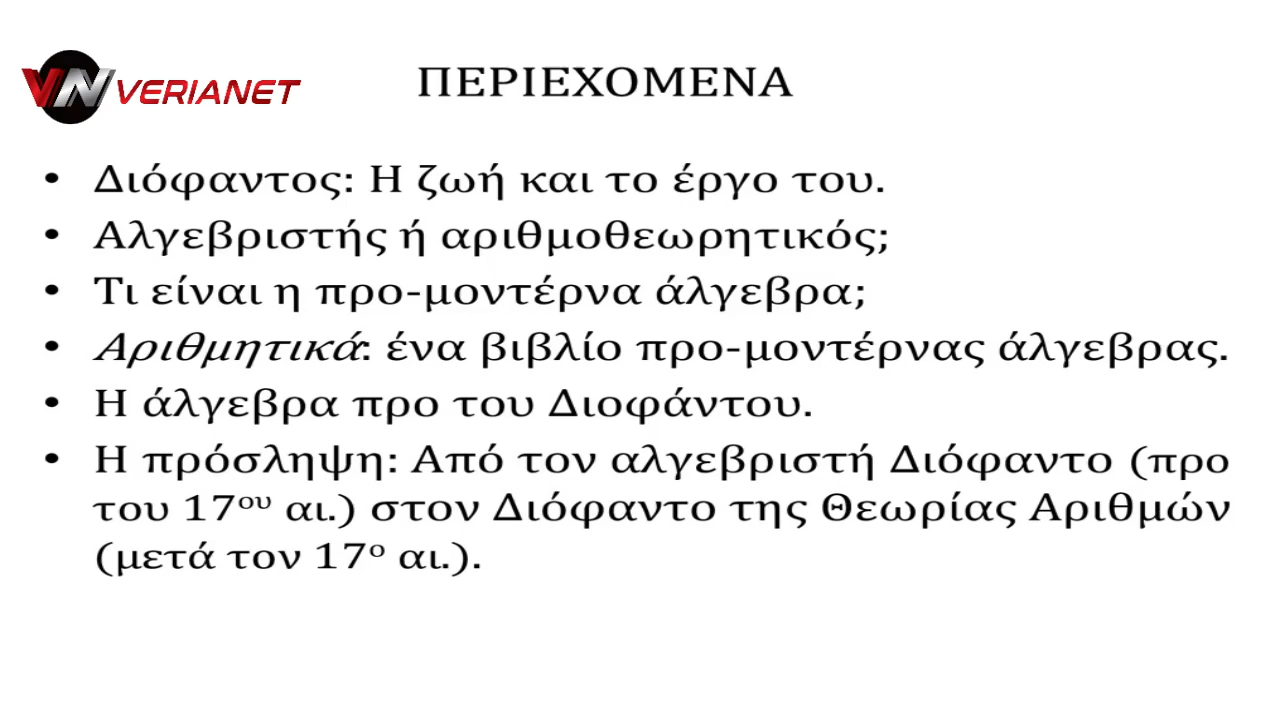 VN VERIANET
ΠΕΡΙΕΧΟΜΕΝΑ
• Διόφαντος: Η ζωή και το έργο του.
• Αλγεβριστής ή αριθμοθεωρητικός;
• Τι είναι η προ-μοντέρνα άλγεβρα;
• Αριθμητικά: ένα βιβλίο προ-μοντέρνας άλγεβρας.
• Η άλγεβρα προ του Διοφάντου.
• Η πρόσληψη: Από τον αλγεβριστή Διόφαντο (προ
του 17ου αι.) στον Διόφαντο της Θεωρίας Αριθμών
(μετά τον 17ο αι.).